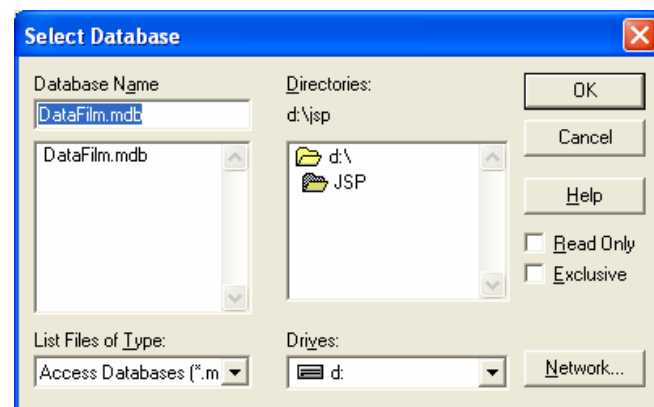 Select Database
Database Name
DataFilm.mdb
DataFilm.mdb
List Files of Type:
Access Databases (*.m
Directories:
d:\jsp
d:\
JSP
Drives:
d:
OK
Cancel
Help
Read Only
Exclusive
Network...